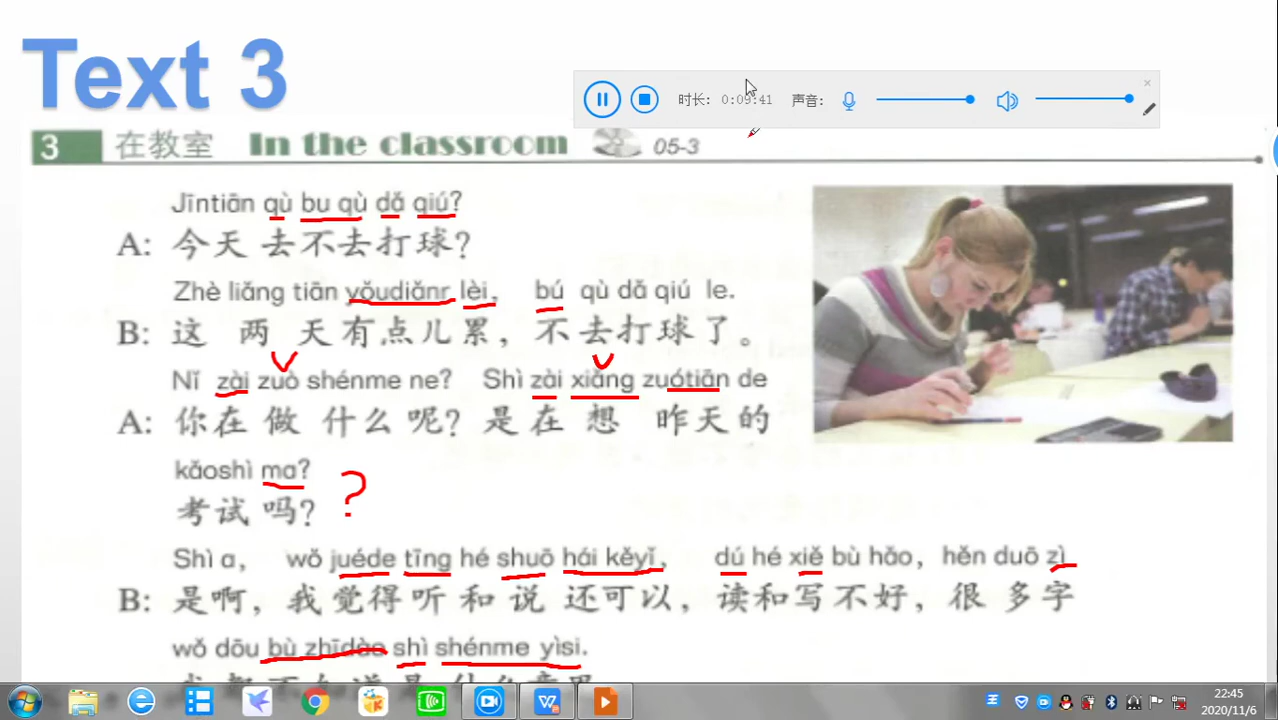 Text 3
时长: 0:09:41 声音:
3 在教室 In the classroom 05-3
Jīntiān qù bu qù dǎ qiú?
A: 今天 去不去打球?
Zhè liǎng tiān yǒudiǎnr lèi, bú qù dǎ qiú le.
B: 这 两 天有点儿累, 不去打球了。
Nǐ zài zuò shénme ne? Shì zài xiǎng zuótiān de
A: 你在 做 什么 呢? 是在 想 昨天的
kǎoshì ma?
考试 吗? ?
Shì a, wǒ juéde tīng hé shuō hái kěyǐ, dú hé xiě bù hǎo, hěn duō zì
B: 是啊, 我 觉得 听 和 说 还可以, 读和写不好, 很 多 字
wǒ dōu bù zhīdào shì shénme yìsi.
22:45
2020/11/6